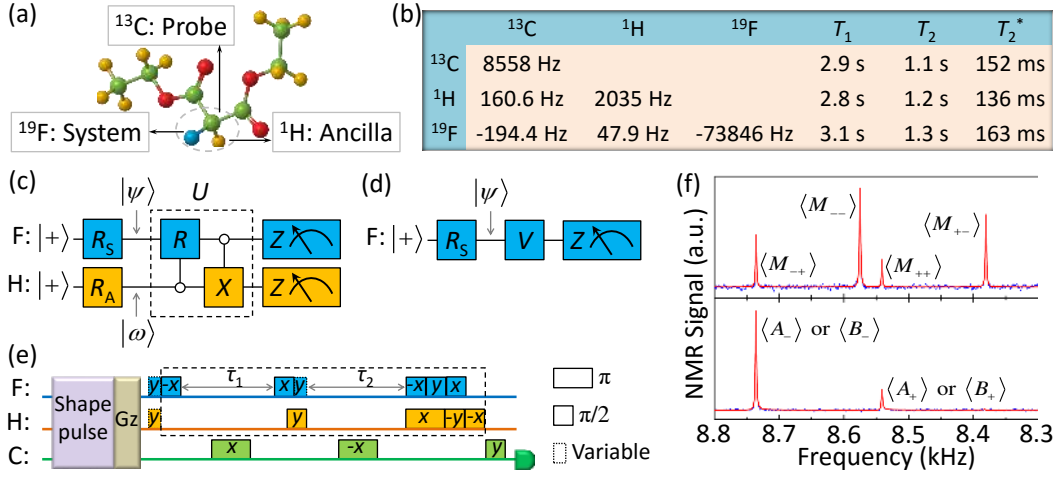 (a)
¹³C: Probe
¹⁹F: System
¹H: Ancilla
(b)
¹³C ¹H ¹⁹F T₁ T₂ T₂*
¹³C 8558 Hz 2.9 s 1.1 s 152 ms
¹H 160.6 Hz 2035 Hz 2.8 s 1.2 s 136 ms
¹⁹F -194.4 Hz 47.9 Hz -73846 Hz 3.1 s 1.3 s 163 ms
(c)
|ψ⟩ U
F: |+⟩ R_S R Z
H: |+⟩ R_A X Z
|ω⟩
(d)
|ψ⟩
F: |+⟩ R_S V Z
(e)
F: y -x τ₁ x y τ₂ -x y x
H: y y x -y -x
C: x -x y
Shape
pulse
Gz
π
π/2
Variable
(f)
NMR Signal (a.u.)
⟨M₋₋⟩
⟨M₊₋⟩
⟨M₋₊⟩
⟨M₊₊⟩
⟨A₋⟩ or ⟨B₋⟩
⟨A₊⟩ or ⟨B₊⟩
8.8 8.7 8.6 8.5 8.4 8.3
Frequency (kHz)